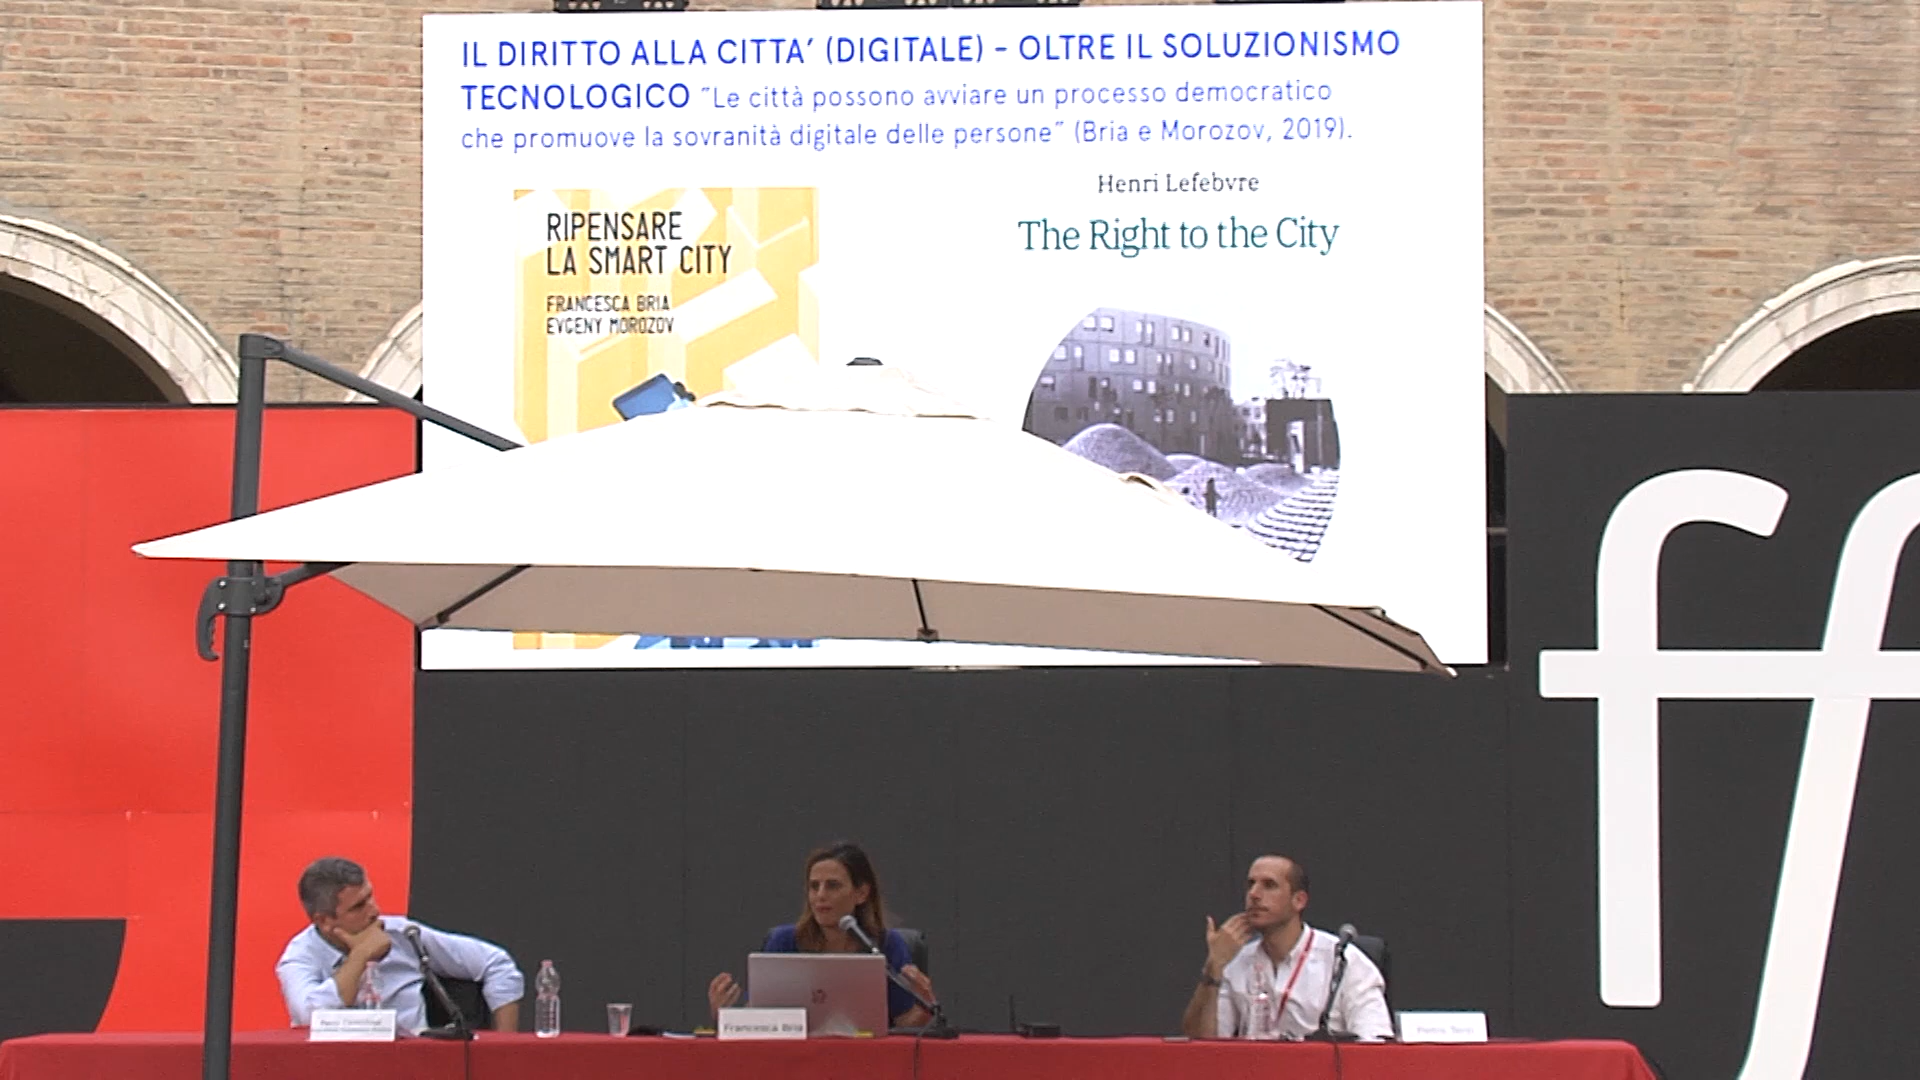 IL DIRITTO ALLA CITTA' (DIGITALE) - OLTRE IL SOLUZIONISMO
TECNOLOGICO "Le città possono avviare un processo democratico
che promuove la sovranità digitale delle persone" (Bria e Morozov, 2019).
RIPENSARE
LA SMART CITY
FRANCESCA BRIA
EVGENY MOROZOV
Henri Lefebvre
The Right to the City
ff
Francesca Bria